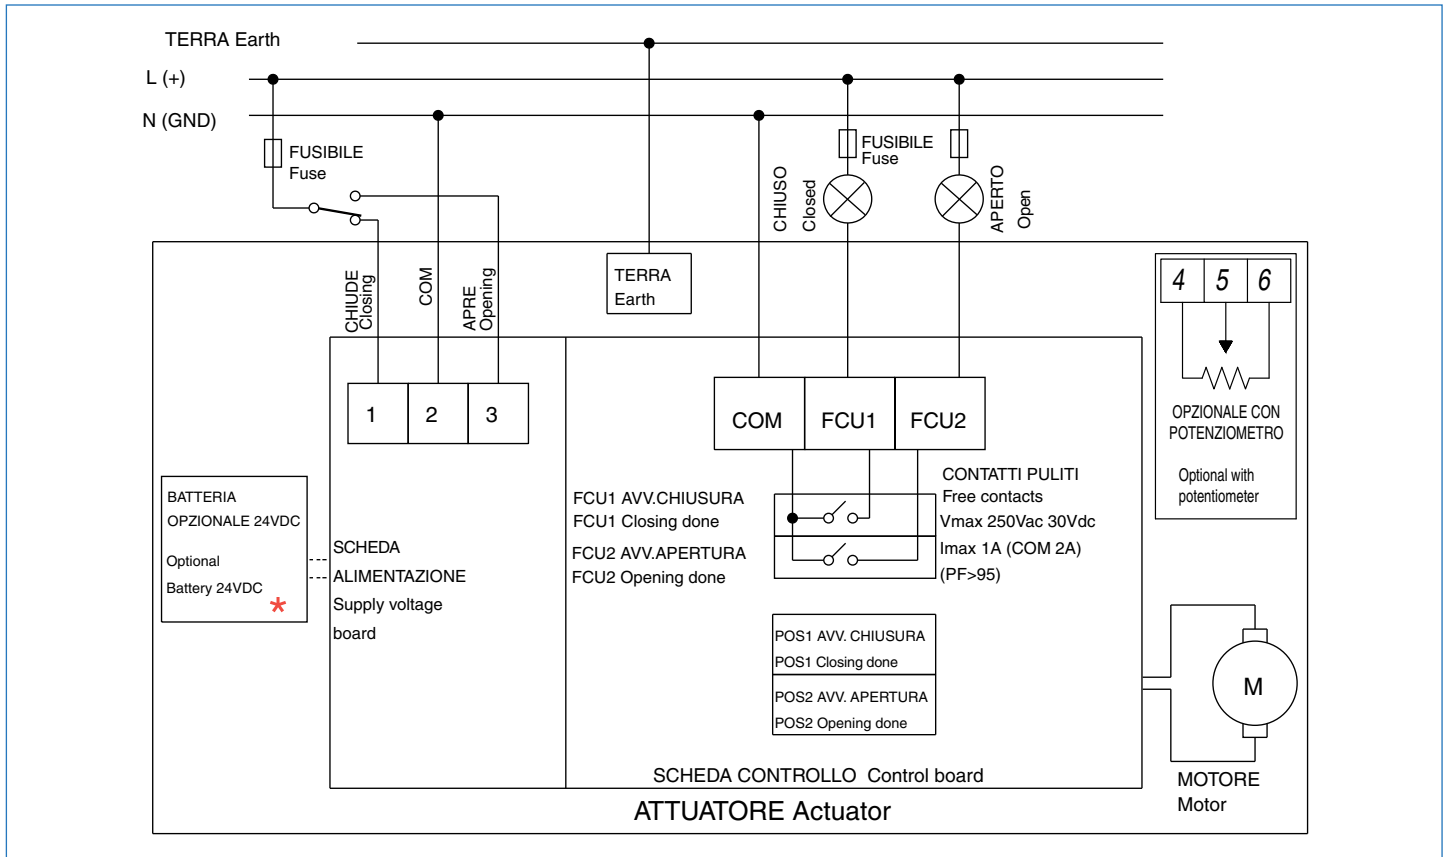 TERRA Earth
L (+)
N (GND)
FUSIBILE
Fuse
FUSIBILE
Fuse
CHIUSO
Closed
APERTO
Open
CHIUDE
Closing
COM
APRE
Opening
TERRA
Earth
4 5 6
OPZIONALE CON
POTENZIOMETRO
Optional with
potentiometer
1 2 3
COM FCU1 FCU2
BATTERIA
OPZIONALE 24VDC
Optional
Battery 24VDC
*
SCHEDA
ALIMENTAZIONE
Supply voltage
board
FCU1 AVV.CHIUSURA
FCU1 Closing done
FCU2 AVV.APERTURA
FCU2 Opening done
CONTATTI PULITI
Free contacts
Vmax 250Vac 30Vdc
Imax 1A (COM 2A)
(PF>95)
POS1 AVV. CHIUSURA
POS1 Closing done
POS2 AVV. APERTURA
POS2 Opening done
M
MOTORE
Motor
SCHEDA CONTROLLO Control board
ATTUATORE Actuator